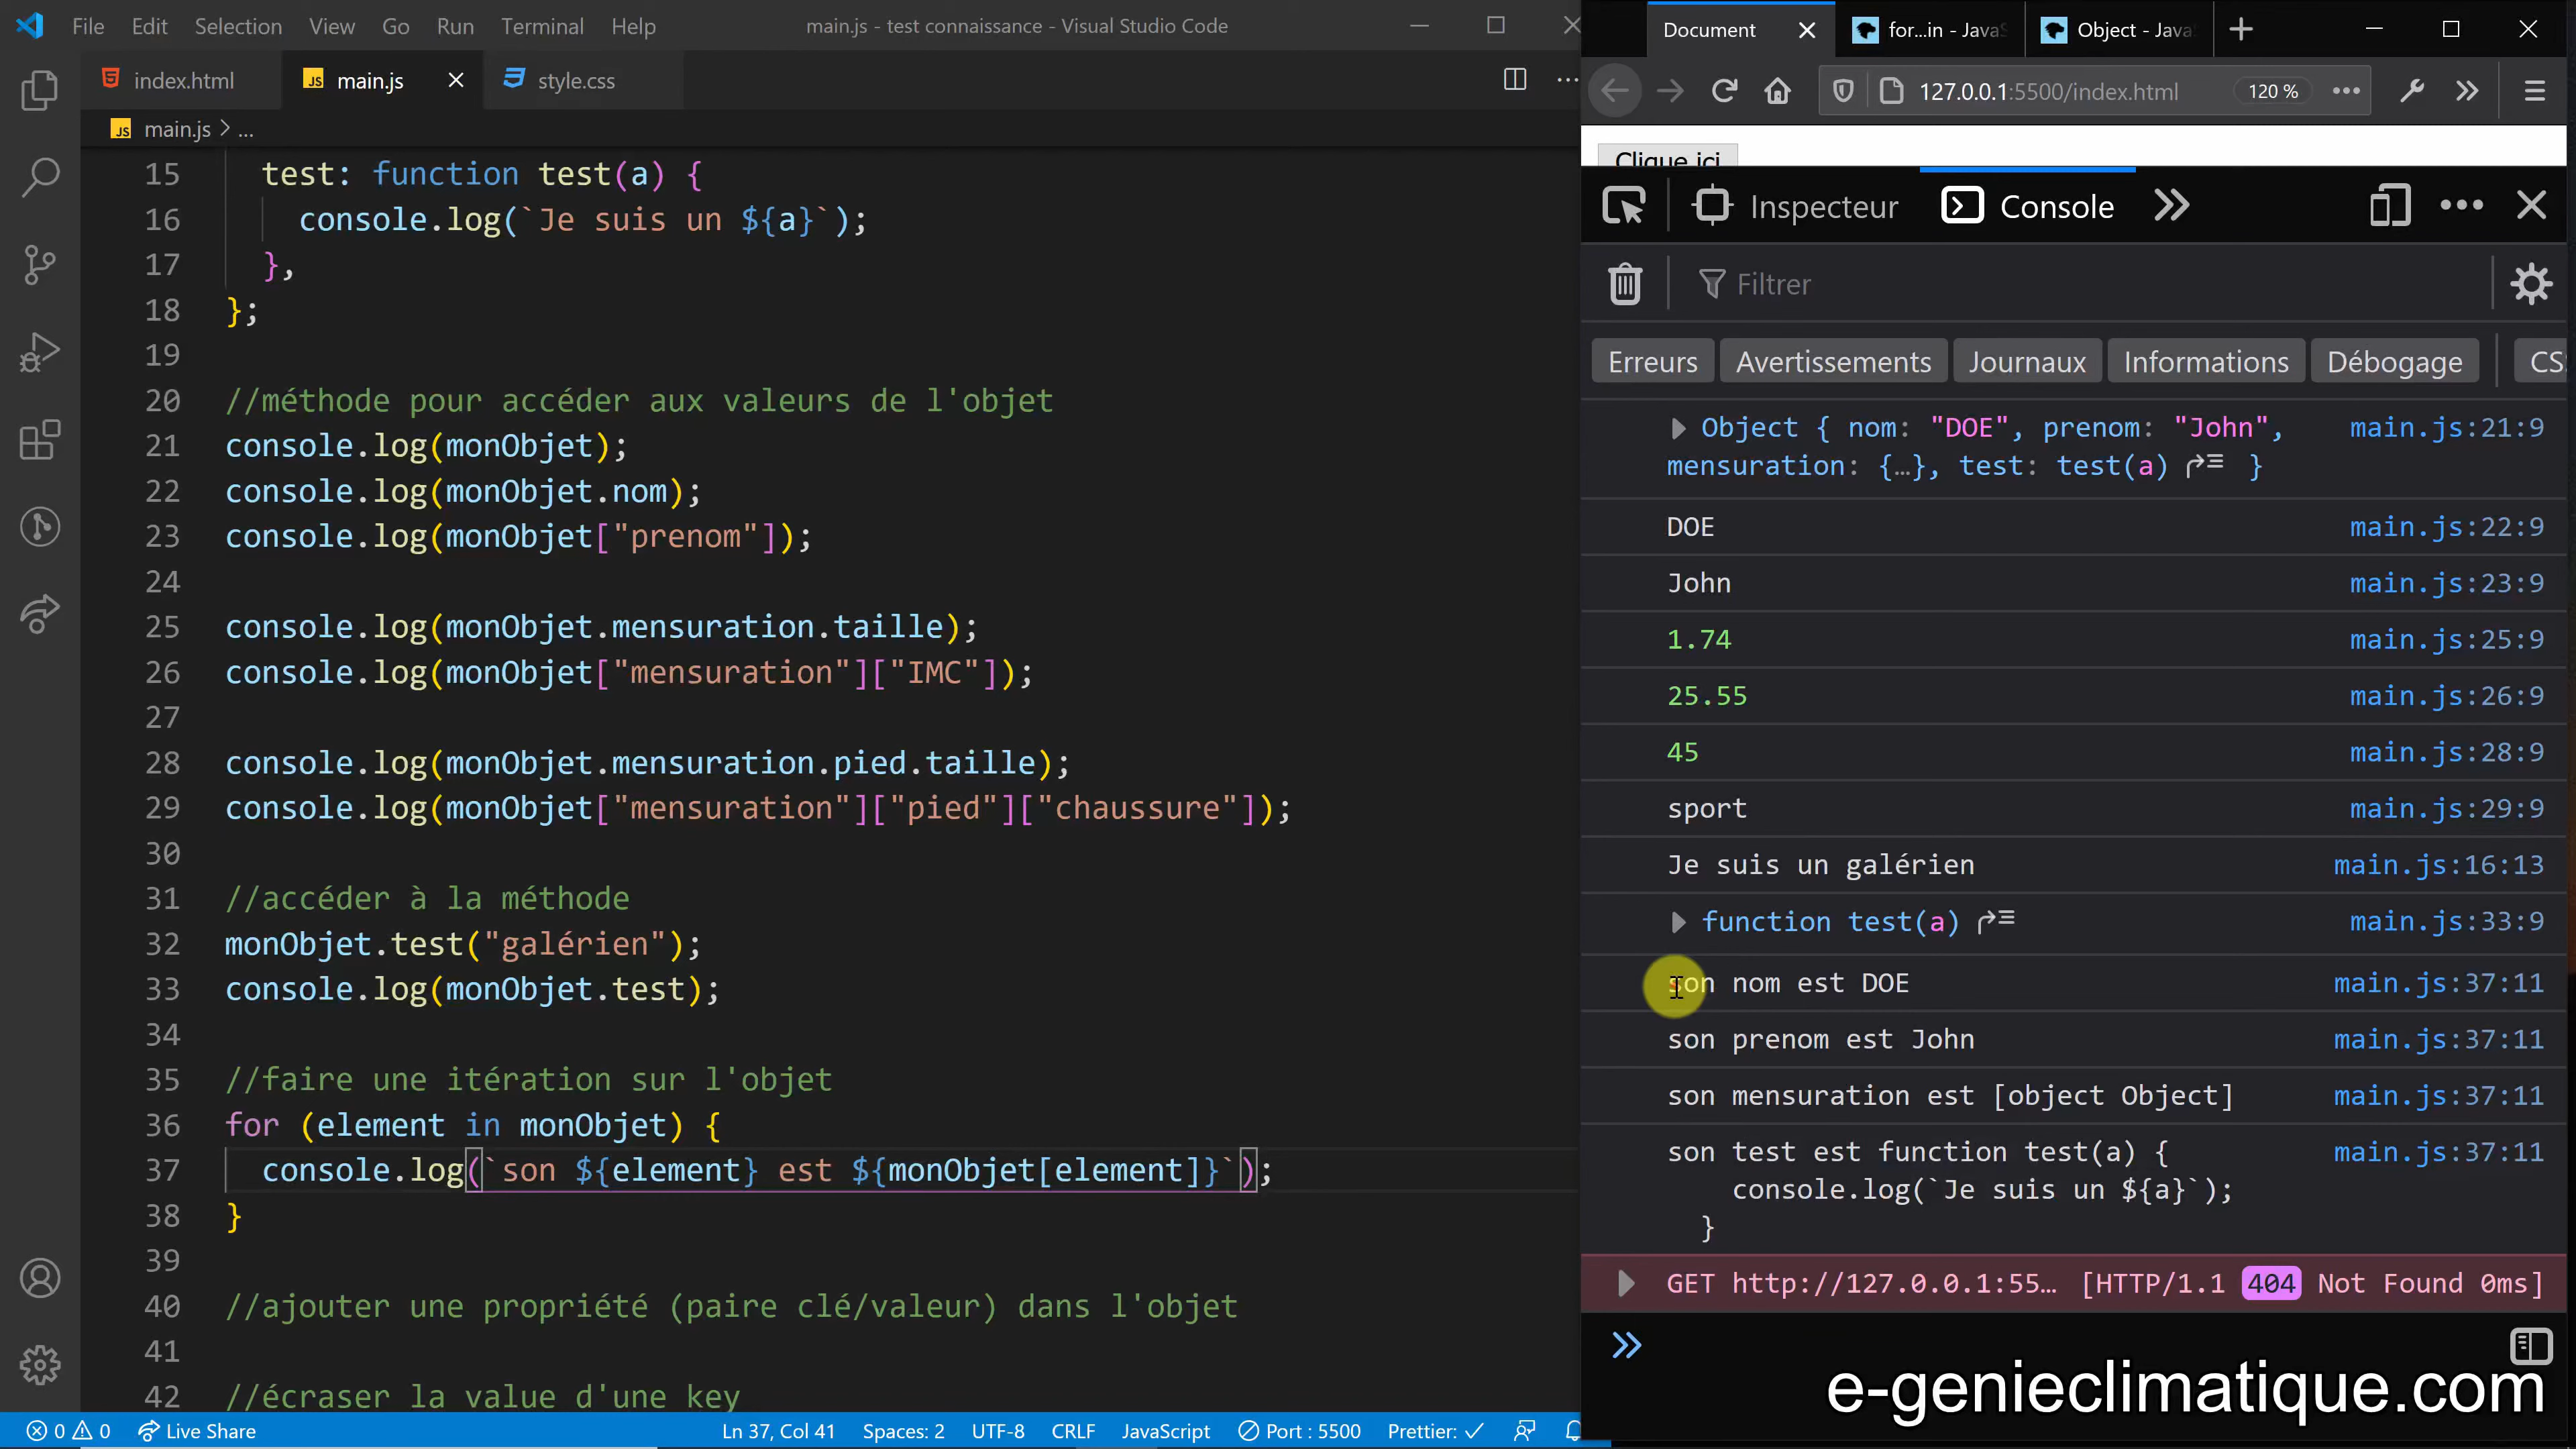 File Edit Selection View Go Run Terminal Help
main.js - test connaissance - Visual Studio Code
index.html main.js style.css
main.js > ...
15 test: function test(a) {
16 console.log(`Je suis un ${a}`);
17 },
18 };
19
20 //méthode pour accéder aux valeurs de l'objet
21 console.log(monObjet);
22 console.log(monObjet.nom);
23 console.log(monObjet["prenom"]);
24
25 console.log(monObjet.mensuration.taille);
26 console.log(monObjet["mensuration"]["IMC"]);
27
28 console.log(monObjet.mensuration.pied.taille);
29 console.log(monObjet["mensuration"]["pied"]["chaussure"]);
30
31 //accéder à la méthode
32 monObjet.test("galérien");
33 console.log(monObjet.test);
34
35 //faire une itération sur l'objet
36 for (element in monObjet) {
37 console.log(`son ${element} est ${monObjet[element]}`);
38 }
39
40 //ajouter une propriété (paire clé/valeur) dans l'objet
41
42 //écraser la value d'une key
0 0 Live Share Ln 37, Col 41 Spaces: 2 UTF-8 CRLF JavaScript Port : 5500 Prettier: ✓
Document for...in - JavaS Object - JavaS
127.0.0.1:5500/index.html 120 %
Clique ici
Inspecteur Console
Filtrer
Erreurs Avertissements Journaux Informations Débogage CS
Object { nom: "DOE", prenom: "John", main.js:21:9
mensuration: {…}, test: test(a) }
DOE main.js:22:9
John main.js:23:9
1.74 main.js:25:9
25.55 main.js:26:9
45 main.js:28:9
sport main.js:29:9
Je suis un galérien main.js:16:13
function test(a) main.js:33:9
son nom est DOE main.js:37:11
son prenom est John main.js:37:11
son mensuration est [object Object] main.js:37:11
son test est function test(a) { main.js:37:11
console.log(`Je suis un ${a}`);
}
GET http://127.0.0.1:55… [HTTP/1.1 404 Not Found 0ms]
e-genieclimatique.com